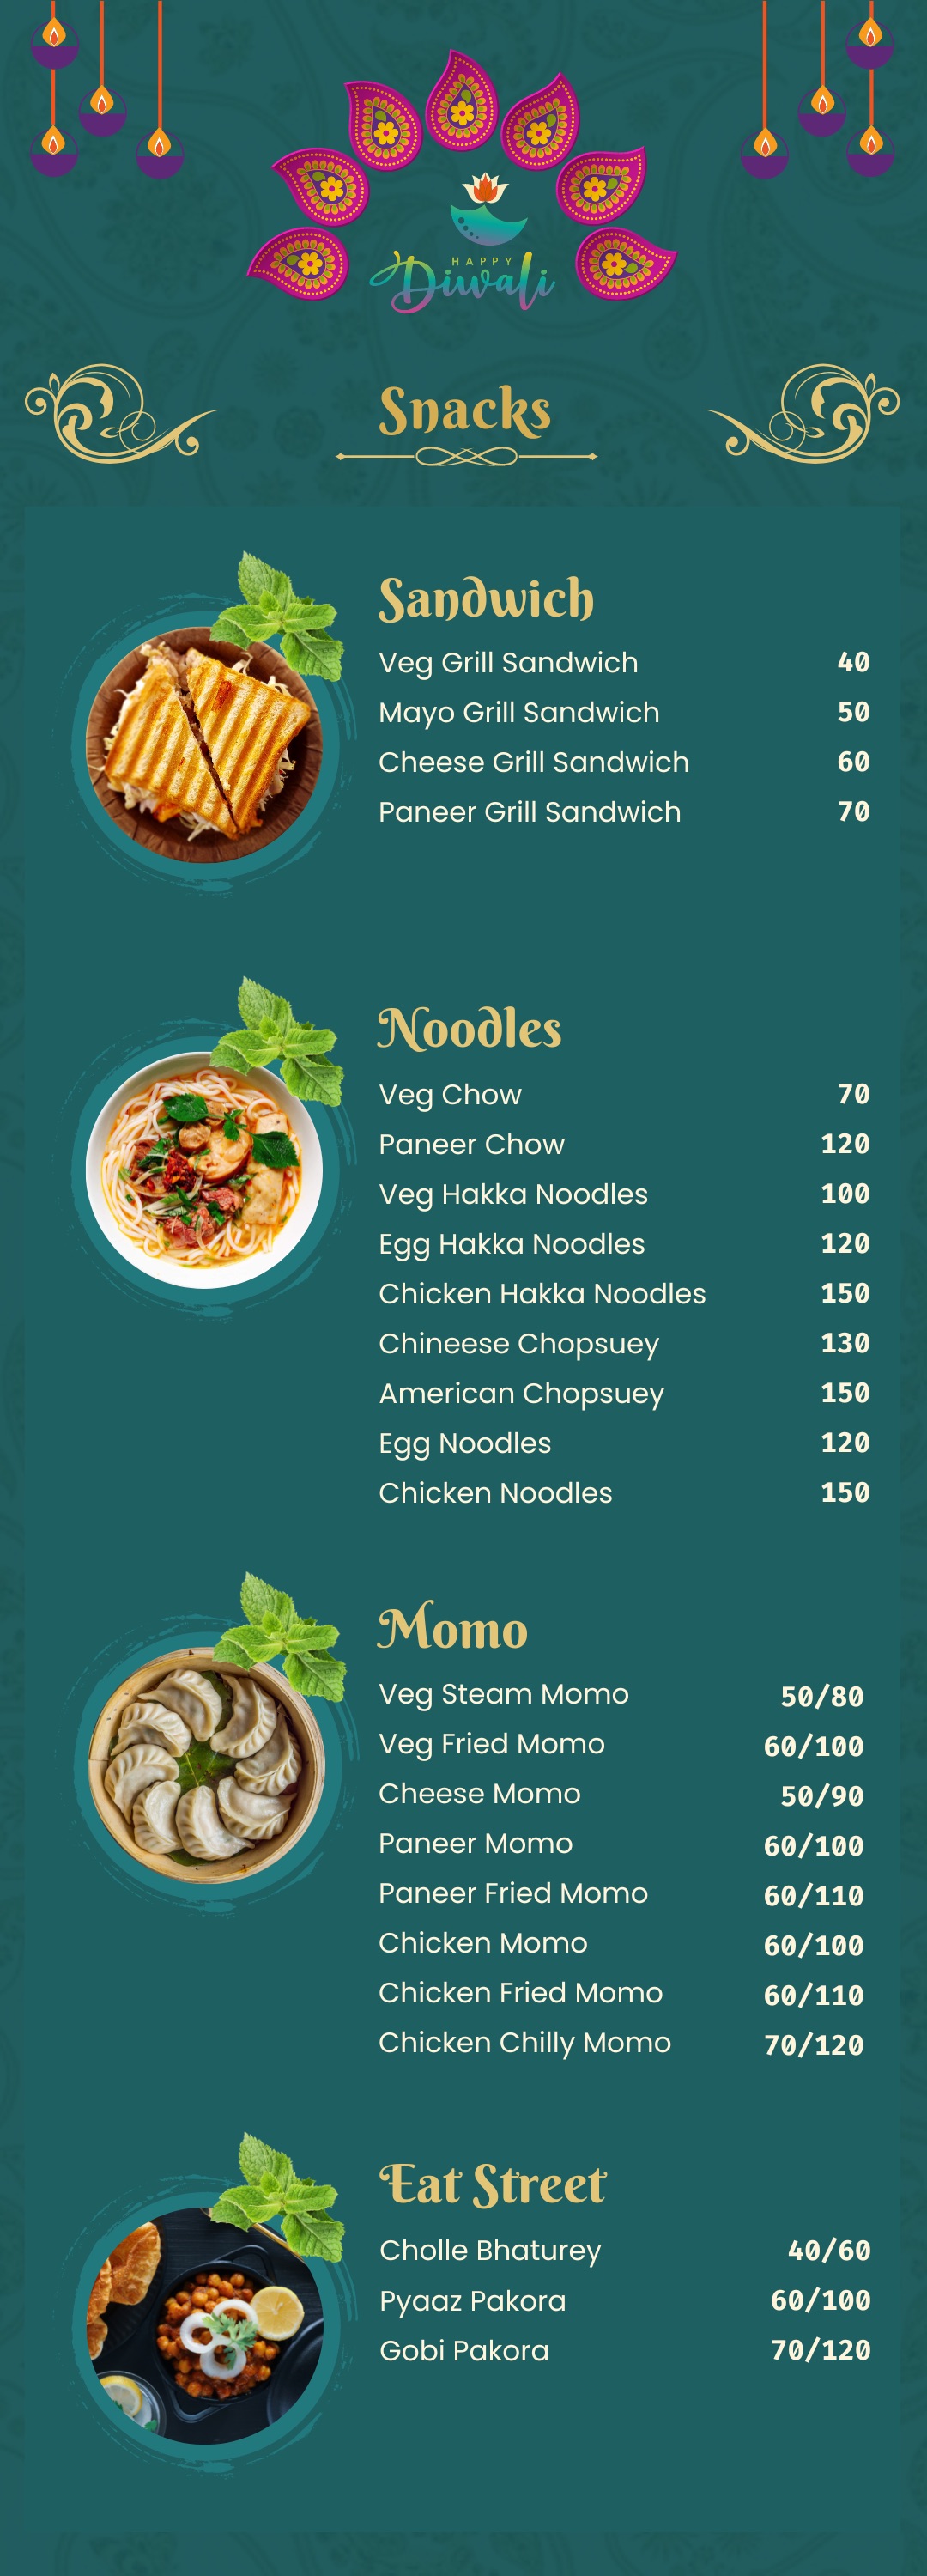 HAPPY
Diwali
Snacks
Sandwich
Veg Grill Sandwich 40
Mayo Grill Sandwich 50
Cheese Grill Sandwich 60
Paneer Grill Sandwich 70
Noodles
Veg Chow 70
Paneer Chow 120
Veg Hakka Noodles 100
Egg Hakka Noodles 120
Chicken Hakka Noodles 150
Chineese Chopsuey 130
American Chopsuey 150
Egg Noodles 120
Chicken Noodles 150
Momo
Veg Steam Momo 50/80
Veg Fried Momo 60/100
Cheese Momo 50/90
Paneer Momo 60/100
Paneer Fried Momo 60/110
Chicken Momo 60/100
Chicken Fried Momo 60/110
Chicken Chilly Momo 70/120
Eat Street
Cholle Bhaturey 40/60
Pyaaz Pakora 60/100
Gobi Pakora 70/120